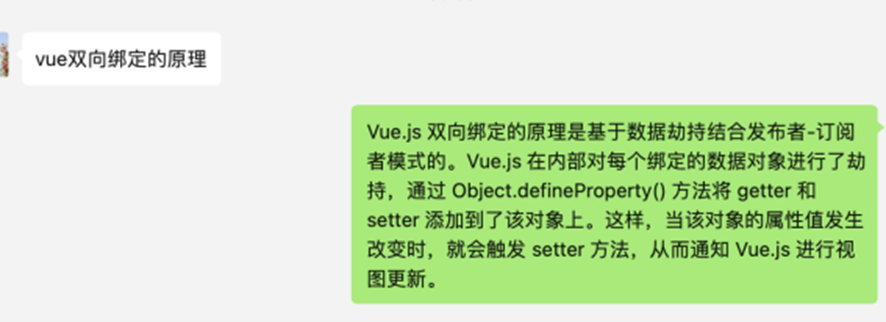 vue双向绑定的原理
Vue.js 双向绑定的原理是基于数据劫持结合发布者-订阅
者模式的。Vue.js 在内部对每个绑定的数据对象进行了劫
持，通过 Object.defineProperty() 方法将 getter 和
setter 添加到了该对象上。这样，当该对象的属性值发生
改变时，就会触发 setter 方法，从而通知 Vue.js 进行视
图更新。